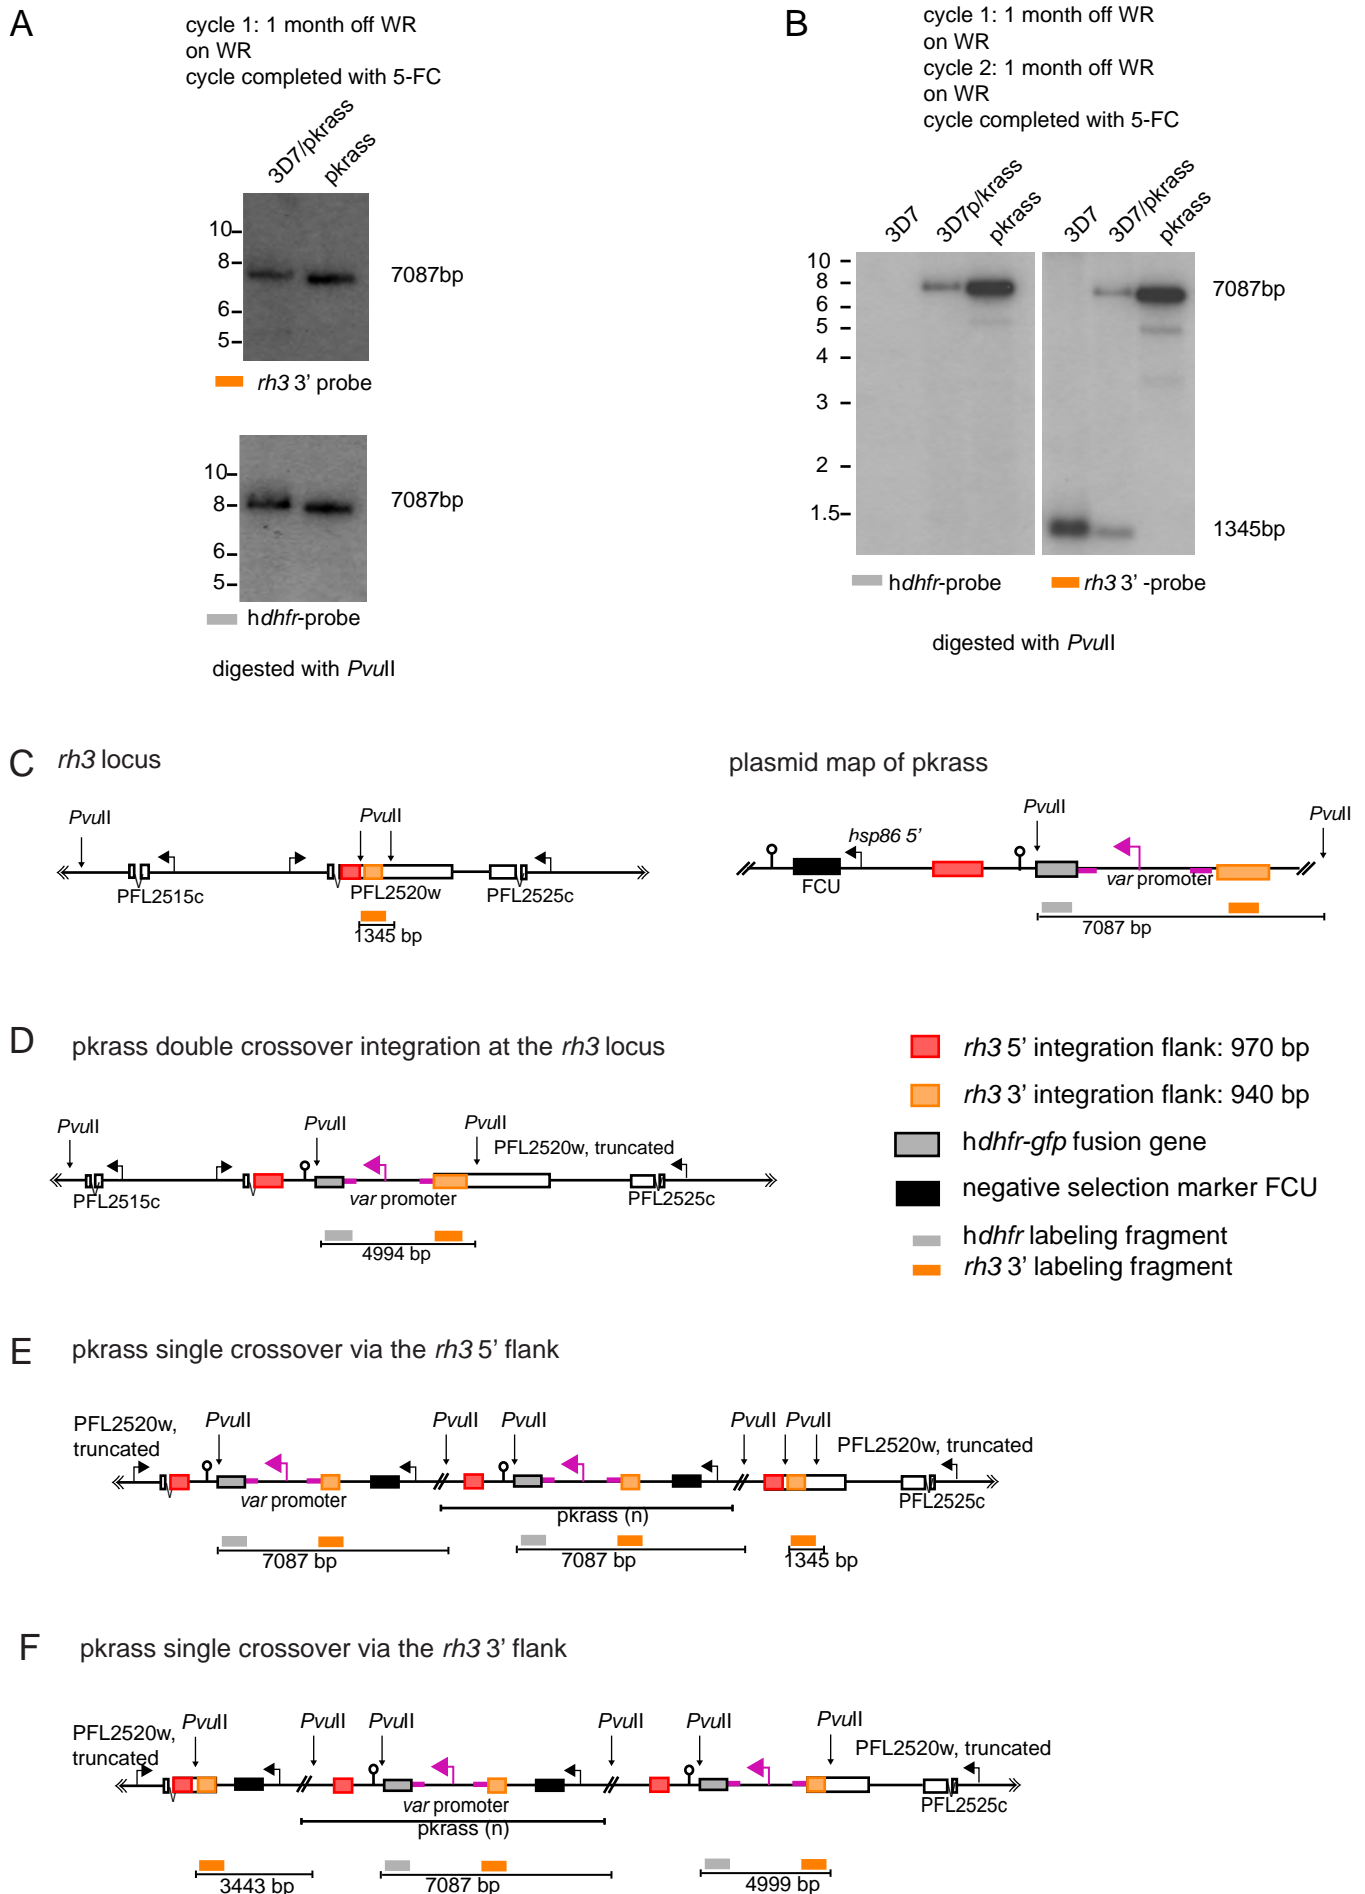 A
cycle 1: 1 month off WR
on WR
cycle completed with 5-FC
3D7/pkrass
pkrass
10
8
6
5
7087bp
rh3 3’ probe
10
8
6
5
7087bp
hdhfr-probe
digested with PvuII
B
cycle 1: 1 month off WR
on WR
cycle 2: 1 month off WR
on WR
cycle completed with 5-FC
3D7
3D7p/krass
pkrass
3D7
3D7/pkrass
pkrass
10
8
6
5
4
3
2
1.5
7087bp
1345bp
hdhfr-probe
rh3 3’ -probe
digested with PvuII
C
rh3 locus
PvuII
PvuII
PFL2515c
PFL2520w
PFL2525c
1345 bp
plasmid map of pkrass
PvuII
PvuII
hsp86 5’
FCU
var promoter
7087 bp
D
pkrass double crossover integration at the rh3 locus
PvuII
PvuII
PvuII
PFL2520w, truncated
PFL2515c
var promoter
PFL2525c
4994 bp
rh3 5’ integration flank: 970 bp
rh3 3’ integration flank: 940 bp
hdhfr-gfp fusion gene
negative selection marker FCU
hdhfr labeling fragment
rh3 3’ labeling fragment
E
pkrass single crossover via the rh3 5’ flank
PFL2520w,
truncated
PvuII
PvuII
PvuII
PvuII
PvuII
PFL2520w, truncated
var promoter
PFL2525c
pkrass (n)
7087 bp
7087 bp
1345 bp
F
pkrass single crossover via the rh3 3’ flank
PFL2520w,
truncated
PvuII
PvuII
PvuII
PvuII
PvuII
PvuII
PFL2520w, truncated
var promoter
PFL2525c
pkrass (n)
3443 bp
7087 bp
4999 bp